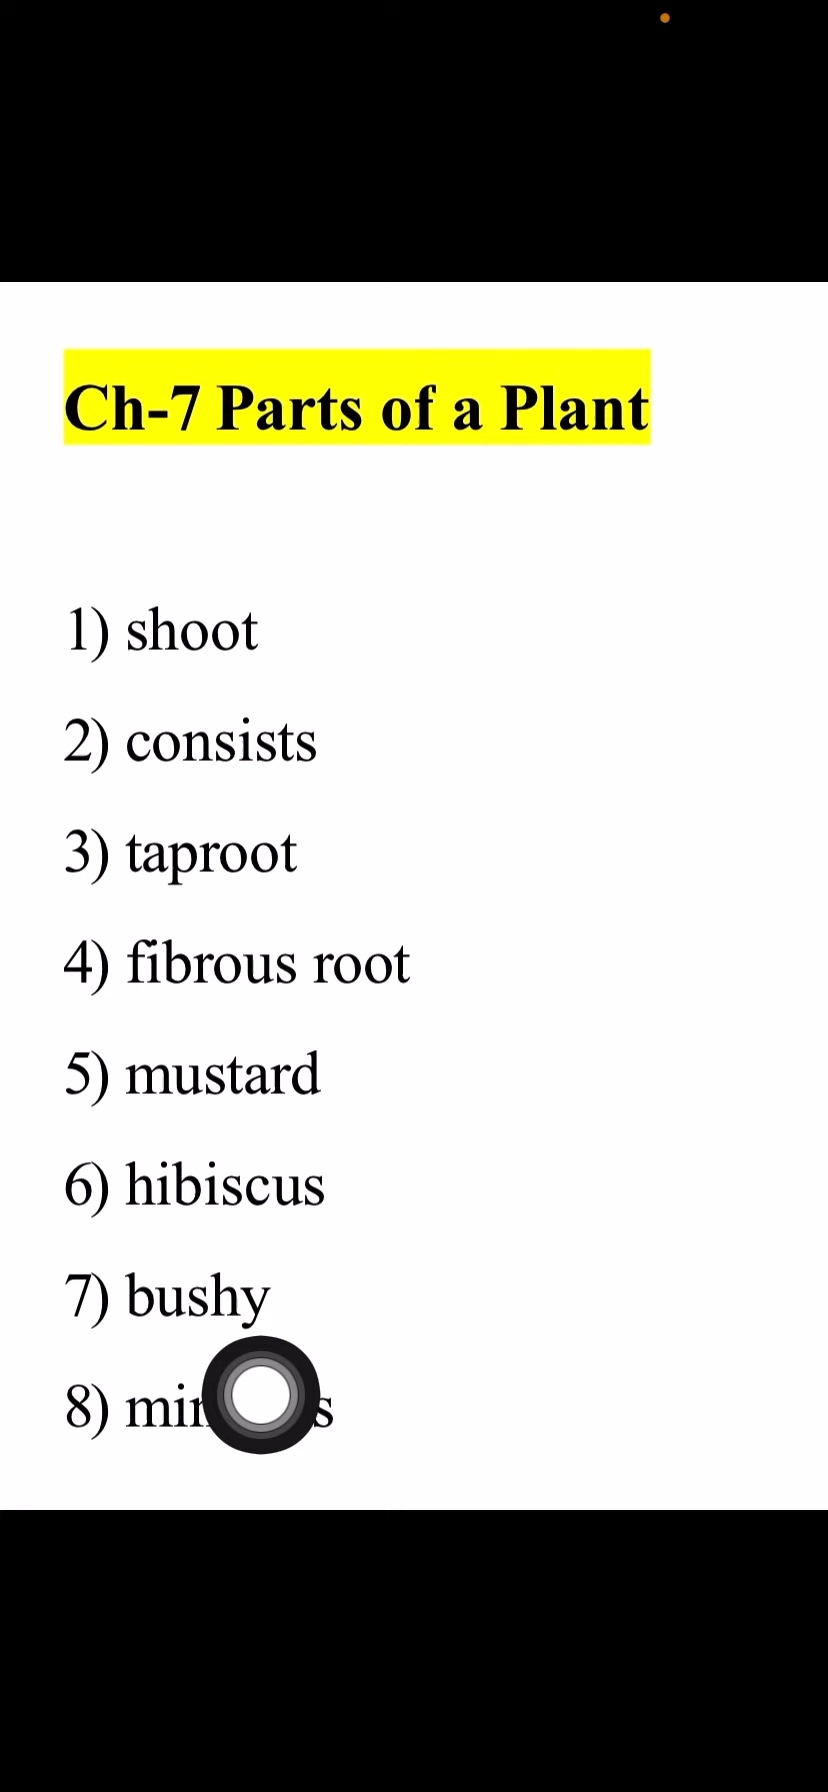 Ch-7 Parts of a Plant
1) shoot
2) consists
3) taproot
4) fibrous root
5) mustard
6) hibiscus
7) bushy
8)